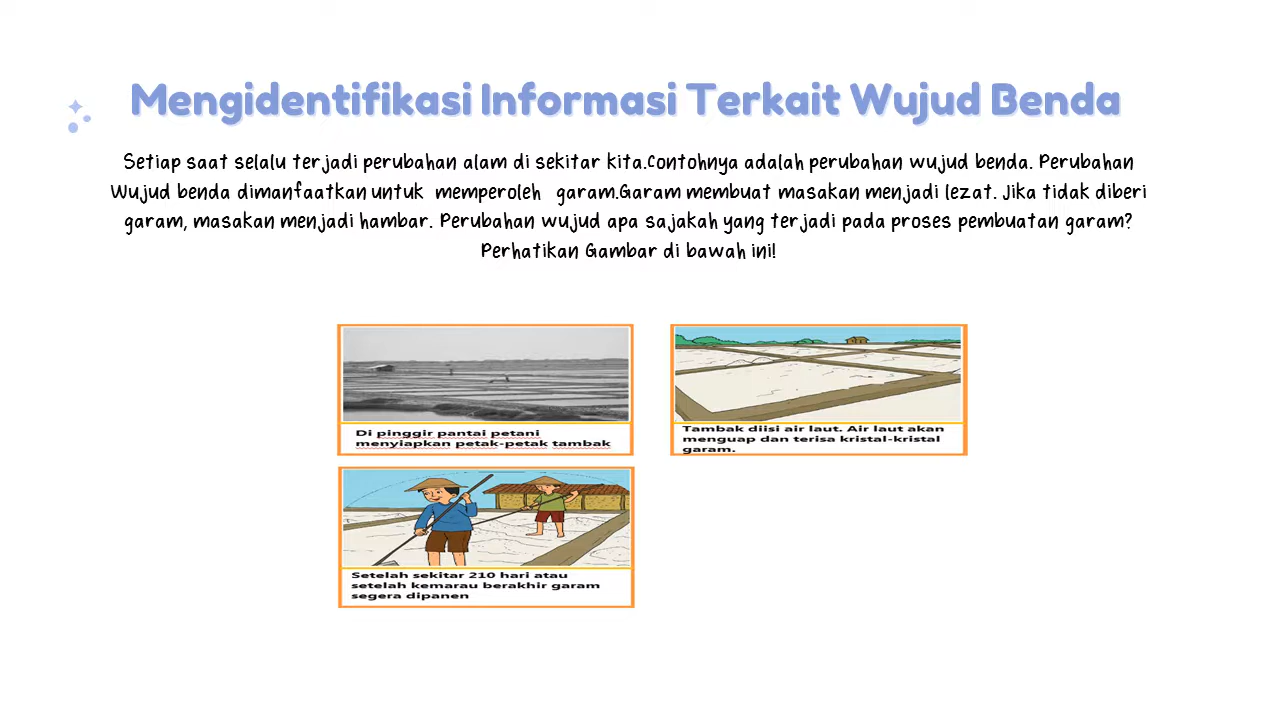 Mengidentifikasi Informasi Terkait Wujud Benda
Setiap saat selalu terjadi perubahan alam di sekitar kita.Contohnya adalah perubahan wujud benda. Perubahan
Wujud benda dimanfaatkan untuk memperoleh garam.Garam membuat masakan menjadi lezat. Jika tidak diberi
garam, masakan menjadi hambar. Perubahan wujud apa sajakah yang terjadi pada proses pembuatan garam?
Perhatikan Gambar di bawah ini!
Di pinggir pantai petani
menyiapkan petak-petak tambak
Tambak diisi air laut. Air laut akan
menguap dan terisa kristal-kristal
garam.
Setelah sekitar 210 hari atau
setelah kemarau berakhir garam
segera dipanen